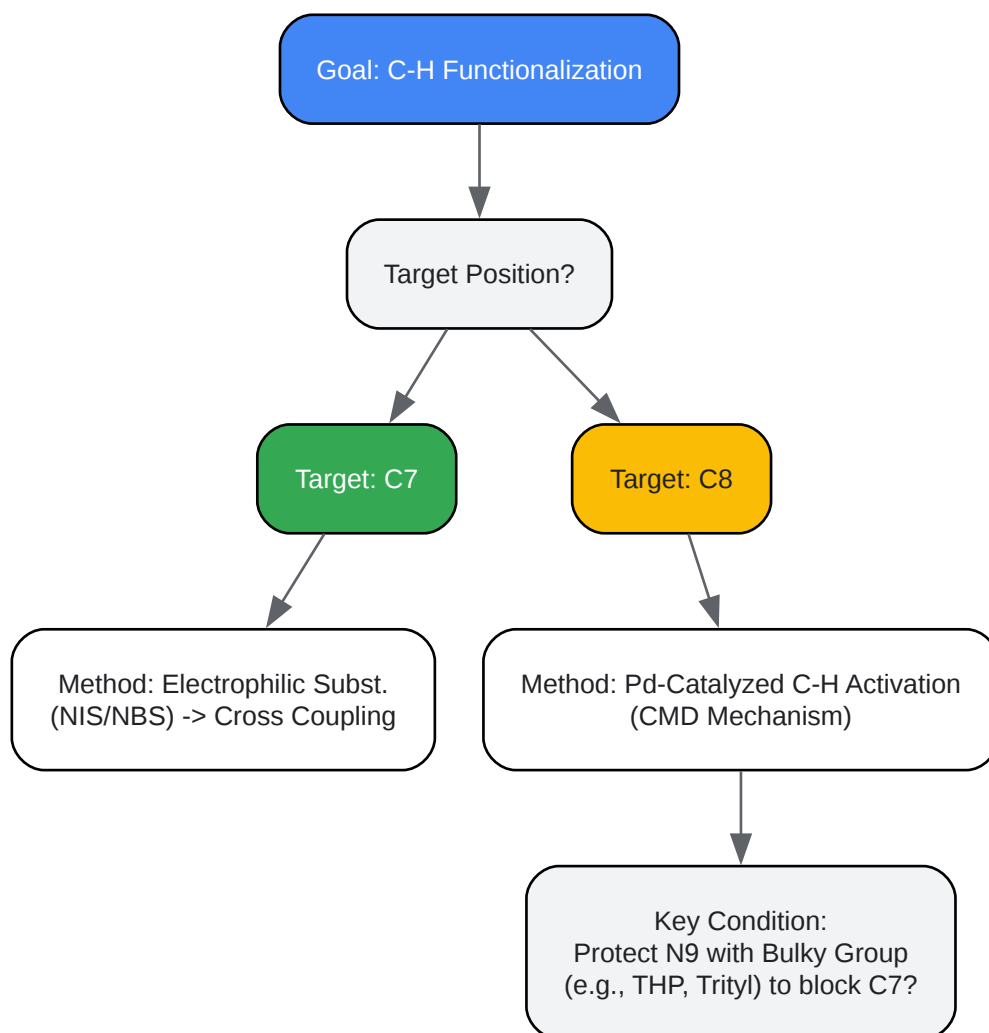 Goal: C-H Functionalization
Target Position?
Target: C7
Target: C8
Method: Electrophilic Subst.
(NIS/NBS) -> Cross Coupling
Method: Pd-Catalyzed C-H Activation
(CMD Mechanism)
Key Condition:
Protect N9 with Bulky Group
(e.g., THP, Trityl) to block C7?